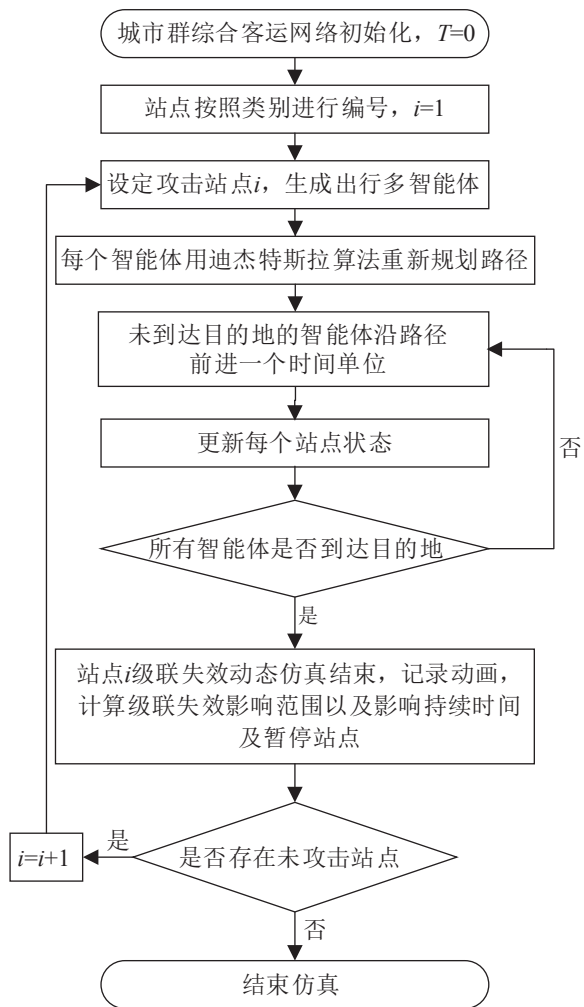 城市群综合客运网络初始化，T=0
站点按照类别进行编号，i=1
设定攻击站点i，生成出行多智能体
每个智能体用迪杰特斯拉算法重新规划路径
未到达目的地的智能体沿路径
前进一个时间单位
更新每个站点状态
否
所有智能体是否到达目的地
是
站点i级联失效动态仿真结束，记录动画，
计算级联失效影响范围以及影响持续时间
及暂停站点
是
i=i+1
是否存在未攻击站点
否
结束仿真